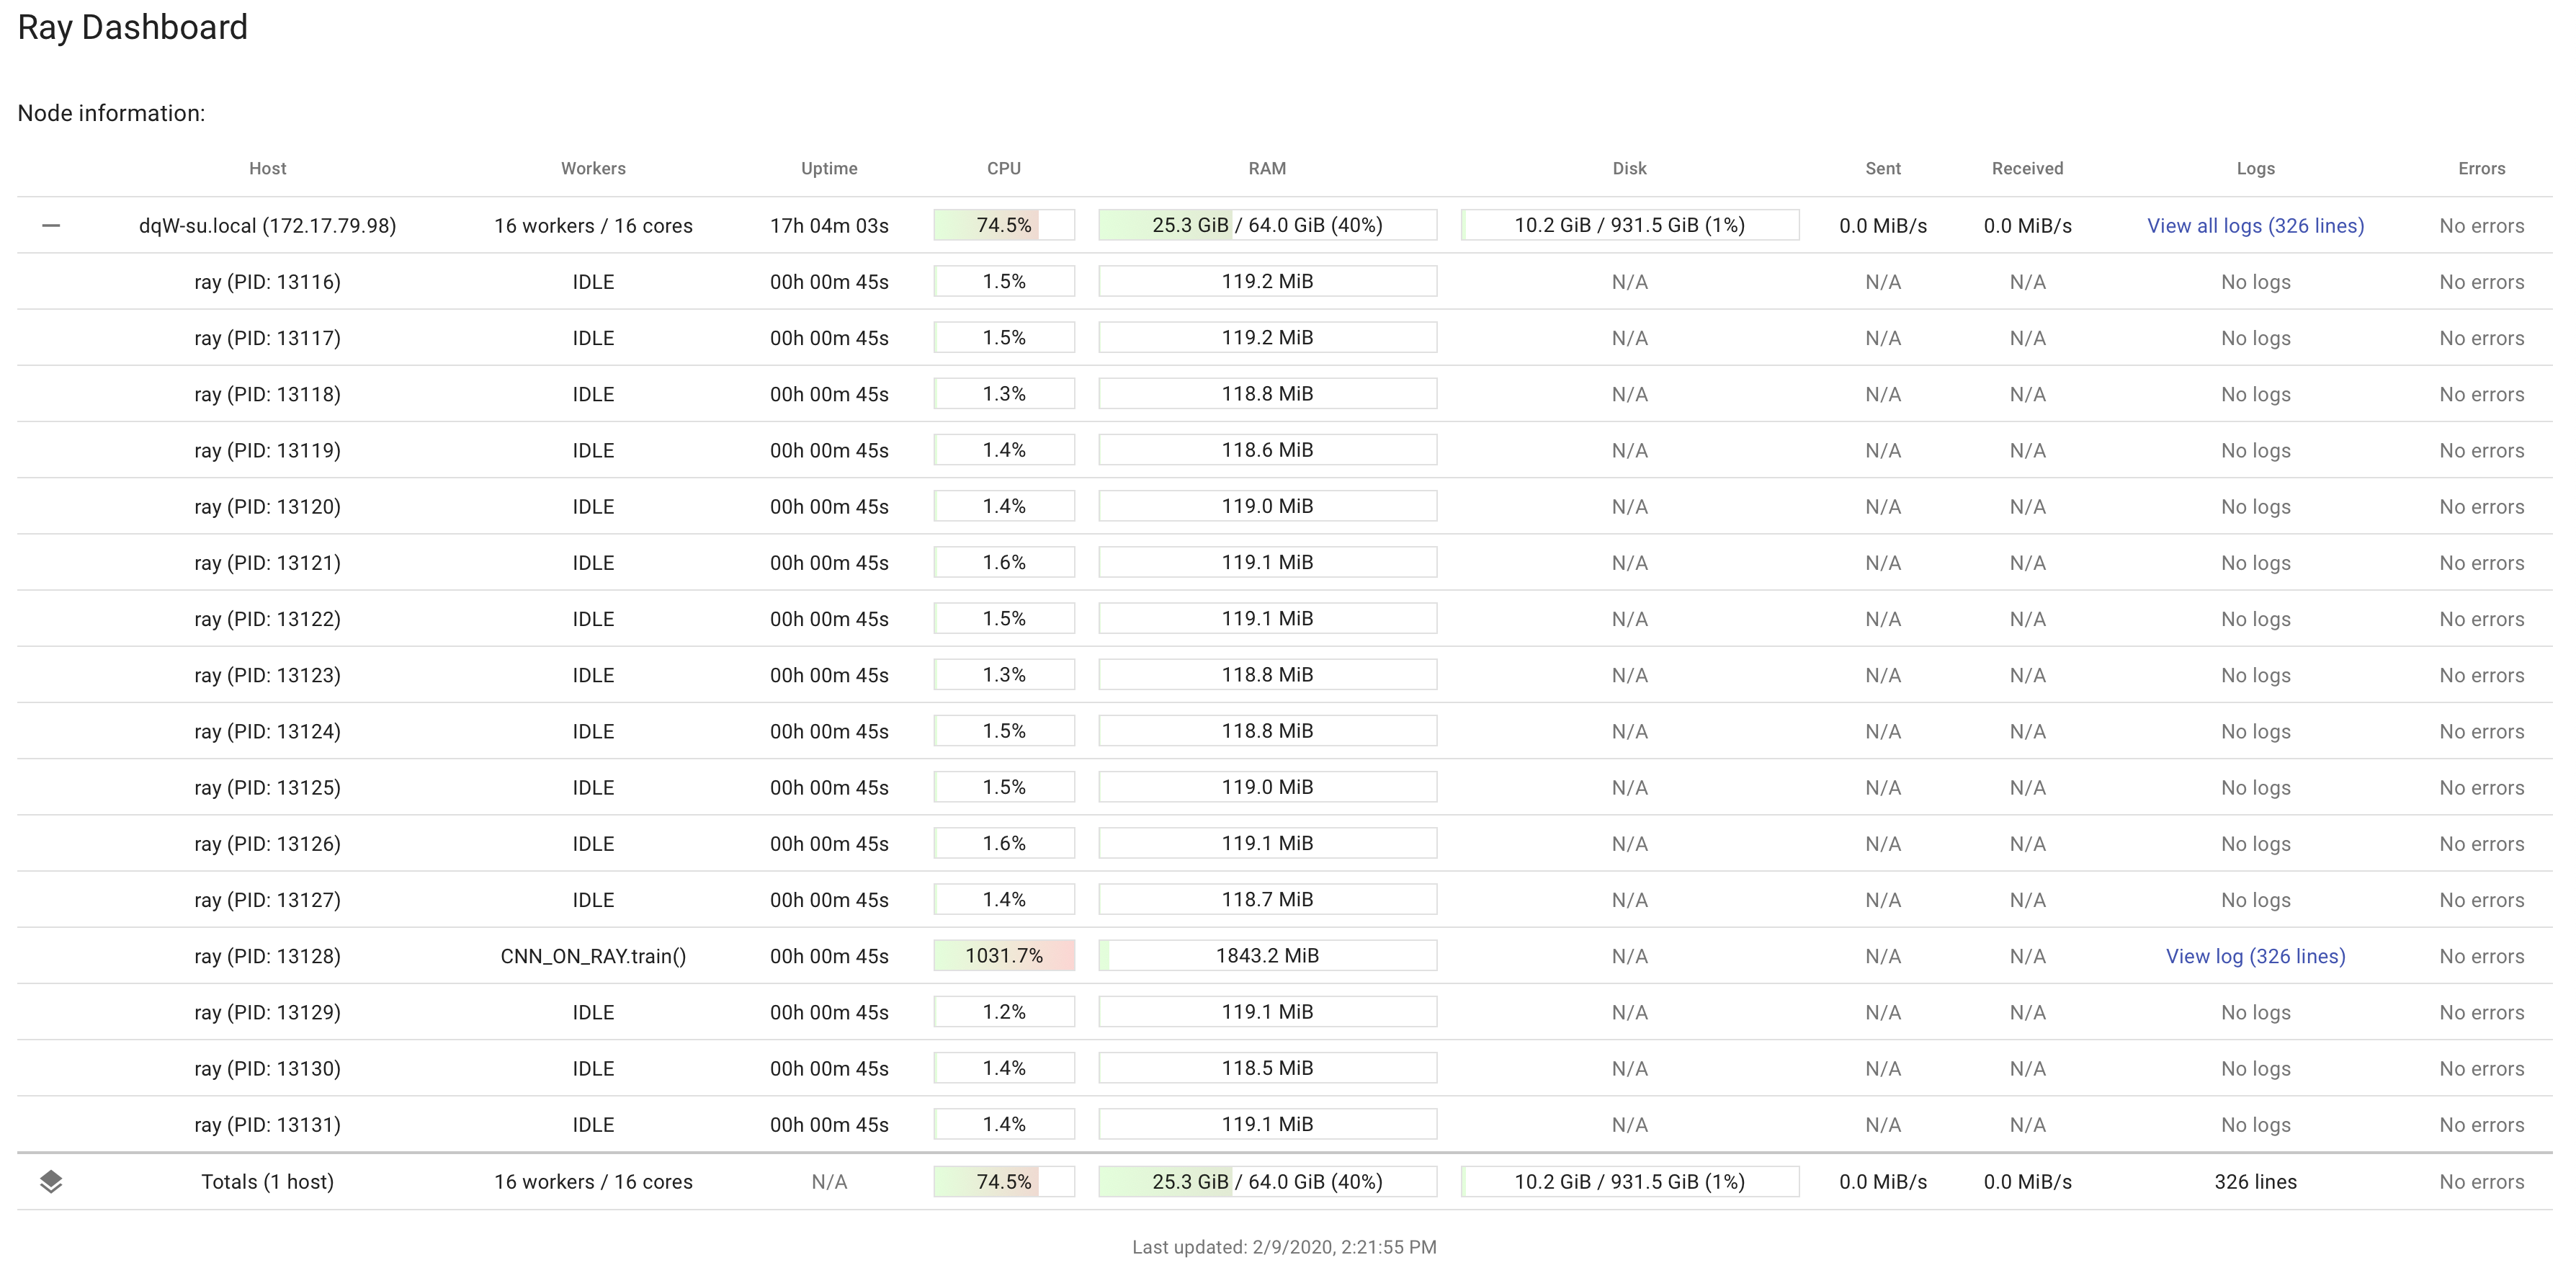 Ray Dashboard
Node information:
Host Workers Uptime CPU RAM Disk Sent Received Logs Errors
dqW-su.local (172.17.79.98) 16 workers / 16 cores 17h 04m 03s 74.5% 25.3 GiB / 64.0 GiB (40%) 10.2 GiB / 931.5 GiB (1%) 0.0 MiB/s 0.0 MiB/s View all logs (326 lines) No errors
ray (PID: 13116) IDLE 00h 00m 45s 1.5% 119.2 MiB N/A N/A N/A No logs No errors
ray (PID: 13117) IDLE 00h 00m 45s 1.5% 119.2 MiB N/A N/A N/A No logs No errors
ray (PID: 13118) IDLE 00h 00m 45s 1.3% 118.8 MiB N/A N/A N/A No logs No errors
ray (PID: 13119) IDLE 00h 00m 45s 1.4% 118.6 MiB N/A N/A N/A No logs No errors
ray (PID: 13120) IDLE 00h 00m 45s 1.4% 119.0 MiB N/A N/A N/A No logs No errors
ray (PID: 13121) IDLE 00h 00m 45s 1.6% 119.1 MiB N/A N/A N/A No logs No errors
ray (PID: 13122) IDLE 00h 00m 45s 1.5% 119.1 MiB N/A N/A N/A No logs No errors
ray (PID: 13123) IDLE 00h 00m 45s 1.3% 118.8 MiB N/A N/A N/A No logs No errors
ray (PID: 13124) IDLE 00h 00m 45s 1.5% 118.8 MiB N/A N/A N/A No logs No errors
ray (PID: 13125) IDLE 00h 00m 45s 1.5% 119.0 MiB N/A N/A N/A No logs No errors
ray (PID: 13126) IDLE 00h 00m 45s 1.6% 119.1 MiB N/A N/A N/A No logs No errors
ray (PID: 13127) IDLE 00h 00m 45s 1.4% 118.7 MiB N/A N/A N/A No logs No errors
ray (PID: 13128) CNN_ON_RAY.train() 00h 00m 45s 1031.7% 1843.2 MiB N/A N/A N/A View log (326 lines) No errors
ray (PID: 13129) IDLE 00h 00m 45s 1.2% 119.1 MiB N/A N/A N/A No logs No errors
ray (PID: 13130) IDLE 00h 00m 45s 1.4% 118.5 MiB N/A N/A N/A No logs No errors
ray (PID: 13131) IDLE 00h 00m 45s 1.4% 119.1 MiB N/A N/A N/A No logs No errors
Totals (1 host) 16 workers / 16 cores N/A 74.5% 25.3 GiB / 64.0 GiB (40%) 10.2 GiB / 931.5 GiB (1%) 0.0 MiB/s 0.0 MiB/s 326 lines No errors
Last updated: 2/9/2020, 2:21:55 PM